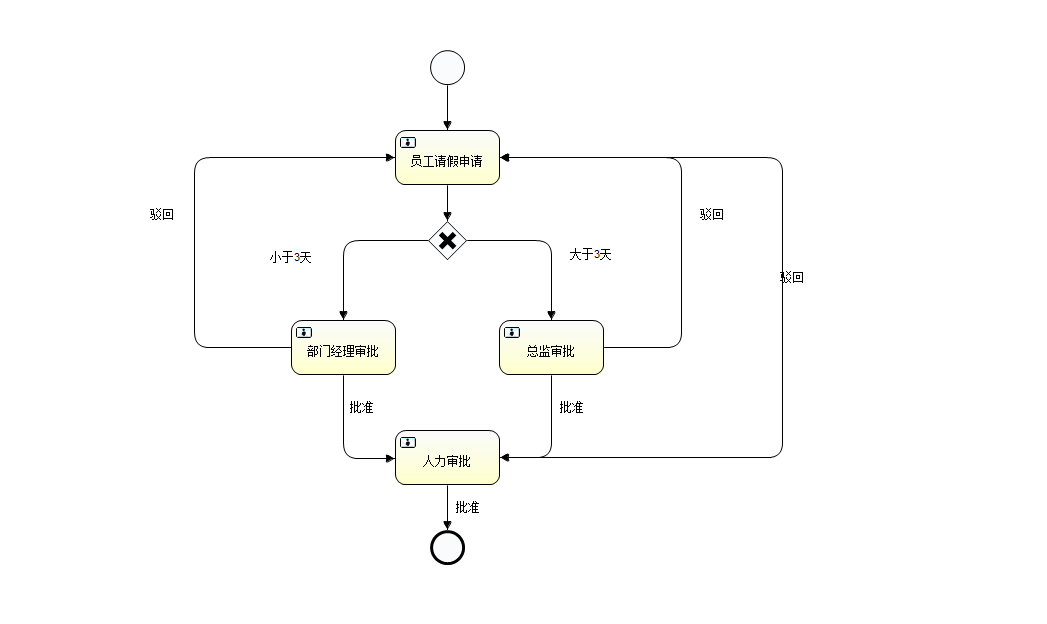 员工请假申请
驳回
驳回
小于3天
大于3天
驳回
部门经理审批
总监审批
批准
批准
人力审批
批准